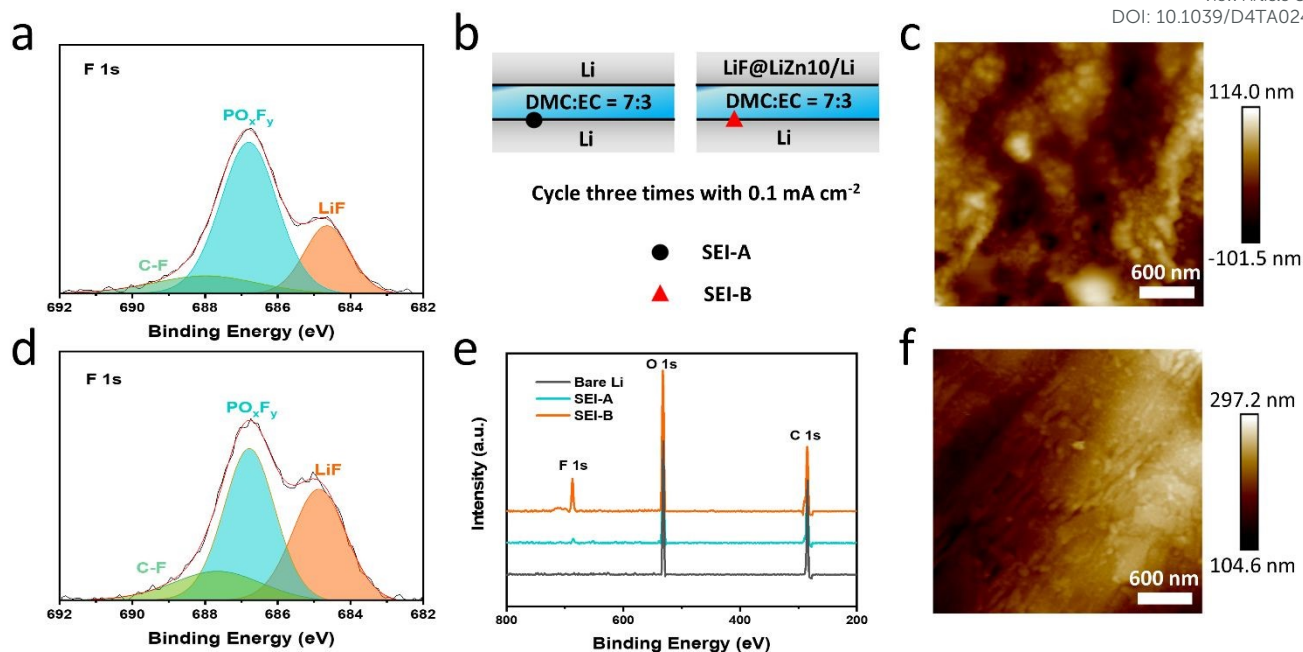 DOI: 10.1039/D4TA024
a
F 1s
POxFy
LiF
C-F
692 690 688 686 684 682
Binding Energy (eV)
b
Li
DMC:EC = 7:3
Li
LiF@LiZn10/Li
DMC:EC = 7:3
Li
Cycle three times with 0.1 mA cm-2
SEI-A
SEI-B
c
114.0 nm
-101.5 nm
600 nm
d
F 1s
POxFy
LiF
C-F
692 690 688 686 684 682
Binding Energy (eV)
e
Intensity (a.u.)
Bare Li
SEI-A
SEI-B
F 1s
O 1s
C 1s
800 600 400 200
Binding Energy (eV)
f
297.2 nm
104.6 nm
600 nm